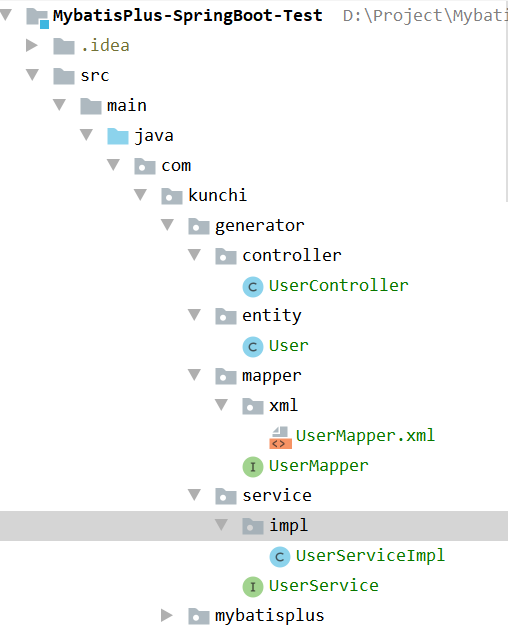 MybatisPlus-SpringBoot-Test D:\Project\Mybati
.idea
src
main
java
com
kunchi
generator
controller
UserController
entity
User
mapper
xml
UserMapper.xml
UserMapper
service
impl
UserServiceImpl
UserService
mybatisplus